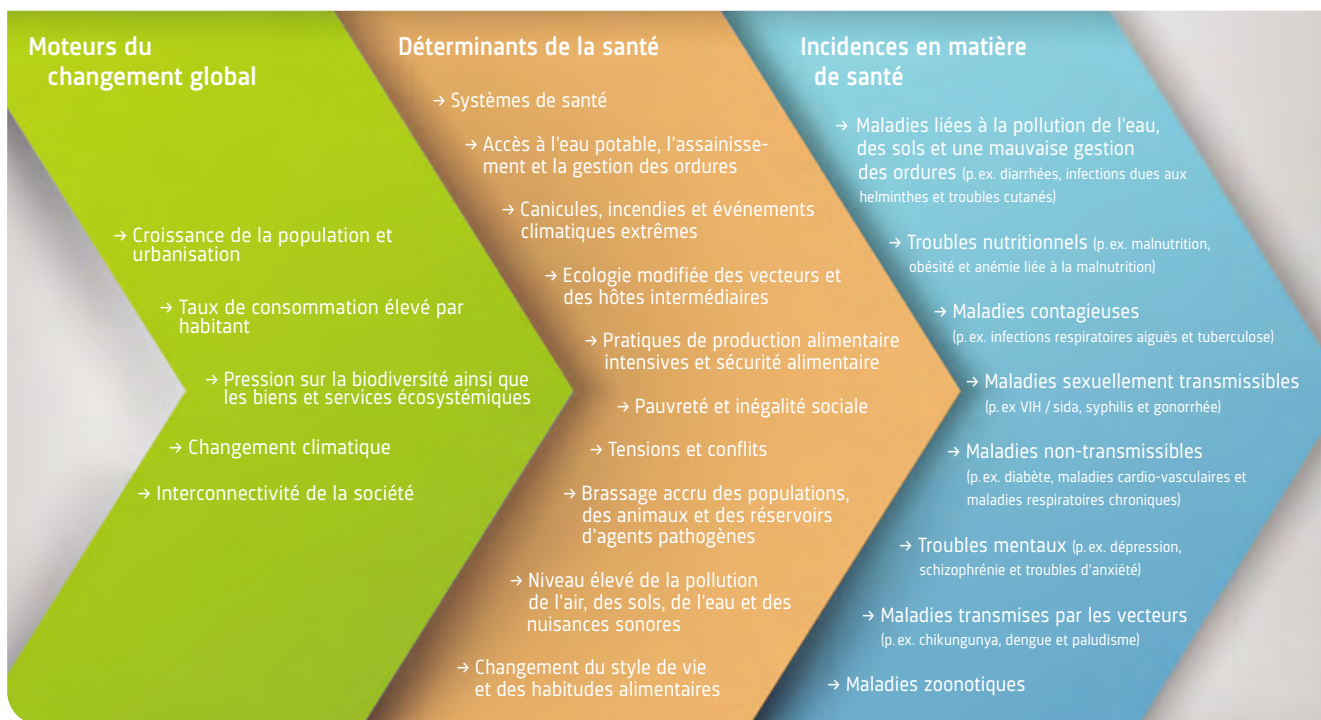 Moteurs du
changement global
→ Croissance de la population et
urbanisation
→ Taux de consommation élevé par
habitant
→ Pression sur la biodiversité ainsi que
les biens et services écosystémiques
→ Changement climatique
→ Interconnectivité de la société
Déterminants de la santé
→ Systèmes de santé
→ Accès à l'eau potable, l'assainisse-
ment et la gestion des ordures
→ Canicules, incendies et événements
climatiques extrêmes
→ Ecologie modifiée des vecteurs et
des hôtes intermédiaires
→ Pratiques de production alimentaire
intensives et sécurité alimentaire
→ Pauvreté et inégalité sociale
→ Tensions et conflits
→ Brassage accru des populations,
des animaux et des réservoirs
d'agents pathogènes
→ Niveau élevé de la pollution
de l'air, des sols, de l'eau et des
nuisances sonores
→ Changement du style de vie
et des habitudes alimentaires
Incidences en matière
de santé
→ Maladies liées à la pollution de l'eau,
des sols et une mauvaise gestion
des ordures (p. ex. diarrhées, infections dues aux
helminthes et troubles cutanés)
→ Troubles nutritionnels (p. ex. malnutrition,
obésité et anémie liée à la malnutrition)
→ Maladies contagieuses
(p. ex. infections respiratoires aiguës et tuberculose)
→ Maladies sexuellement transmissibles
(p. ex VIH / sida, syphilis et gonorrhée)
→ Maladies non-transmissibles
(p. ex. diabète, maladies cardio-vasculaires et
maladies respiratoires chroniques)
→ Troubles mentaux (p. ex. dépression,
schizophrénie et troubles d'anxiété)
→ Maladies transmises par les vecteurs
(p. ex. chikungunya, dengue et paludisme)
→ Maladies zoonotiques